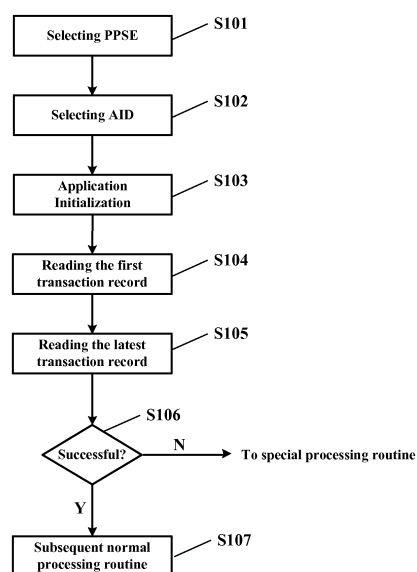 Selecting PPSE
S101
Selecting AID
S102
Application
Initialization
S103
Reading the first
transaction record
S104
Reading the latest
transaction record
S105
S106
Successful?
N
To special processing routine
Y
Subsequent normal
processing routine
S107